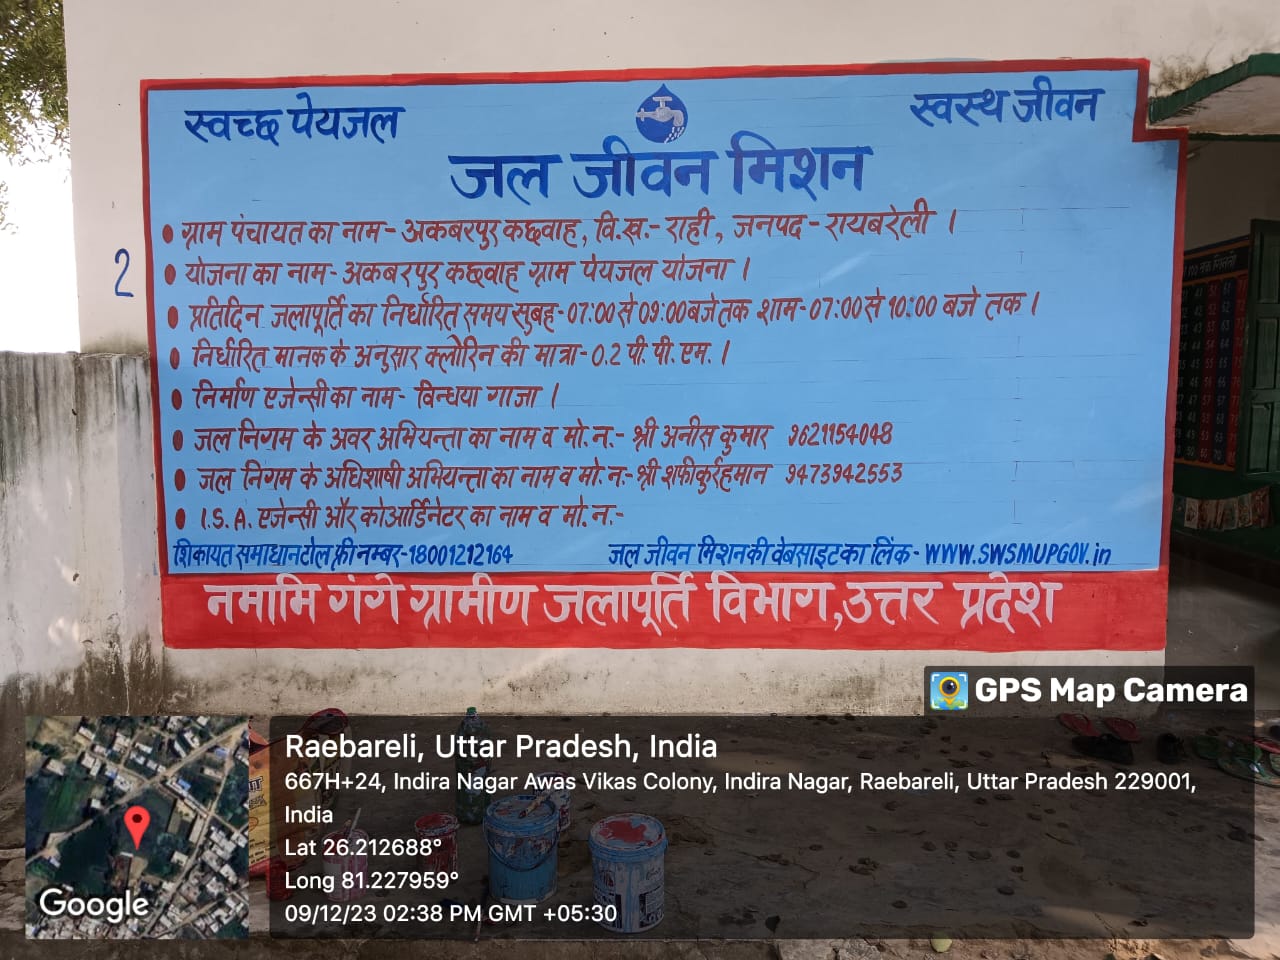 स्वच्छ पेयजल
स्वस्थ जीवन
जल जीवन मिशन
• ग्राम पंचायत का नाम- अकबरपुर कछवाह, वि.ख.- राही, जनपद - रायबरेली ।
2
• योजना का नाम- अकबरपुर कछवाह ग्राम पेयजल योजना ।
• प्रतिदिन जलापूर्ति का निर्धारित समय सुबह-07:00 से 09:00 बजे तक शाम-07:00 से 10:00 बजे तक ।
• निर्धारित मानक के अनुसार क्लोरिन की मात्रा-0.2 पी. पी. एम. ।
• निर्माण एजेन्सी का नाम- विन्धया गाजा ।
• जल निगम के अवर अभियन्ता का नाम व मो.न.- श्री अनीस कुमार 9621154048
• जल निगम के अधिशाषी अभियन्ता का नाम व मो.न.- श्री शफीकुर्रहमान 9473942553
• I.S.A. एजेन्सी और कोआर्डिनेटर का नाम व मो.न.-
शिकायत समाधान टोल फ्री नम्बर-18001212164
जल जीवन मिशन की वेबसाइट का लिंक- WWW.SWSMUPGOV.in
नमामि गंगे ग्रामीण जलापूर्ति विभाग,उत्तर प्रदेश
GPS Map Camera
Raebareli, Uttar Pradesh, India
667H+24, Indira Nagar Awas Vikas Colony, Indira Nagar, Raebareli, Uttar Pradesh 229001,
India
Lat 26.212688°
Long 81.227959°
09/12/23 02:38 PM GMT +05:30
Google